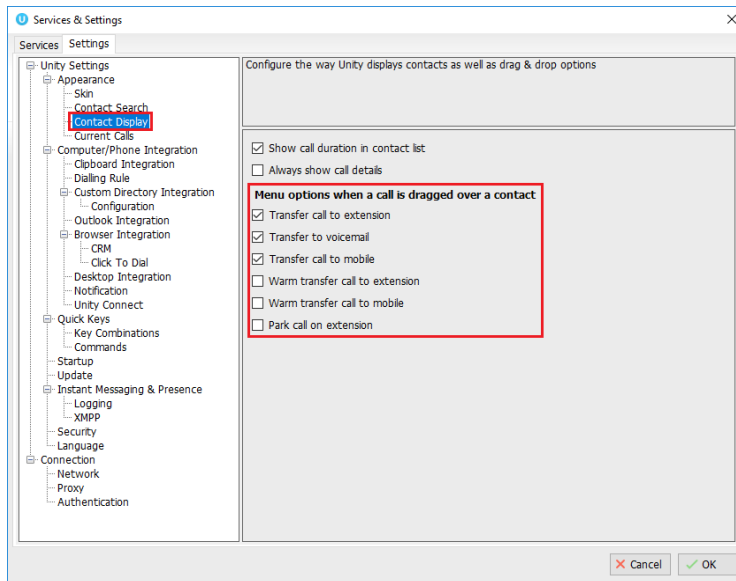 Services & Settings
Services Settings
Unity Settings
Appearance
Skin
Contact Search
Contact Display
Current Calls
Computer/Phone Integration
Clipboard Integration
Dialling Rule
Custom Directory Integration
Configuration
Outlook Integration
Browser Integration
CRM
Click To Dial
Desktop Integration
Notification
Unity Connect
Quick Keys
Key Combinations
Commands
Startup
Update
Instant Messaging & Presence
Logging
XMPP
Security
Language
Connection
Network
Proxy
Authentication
Configure the way Unity displays contacts as well as drag & drop options
Show call duration in contact list
Always show call details
Menu options when a call is dragged over a contact
Transfer call to extension
Transfer to voicemail
Transfer call to mobile
Warm transfer call to extension
Warm transfer call to mobile
Park call on extension
Cancel OK